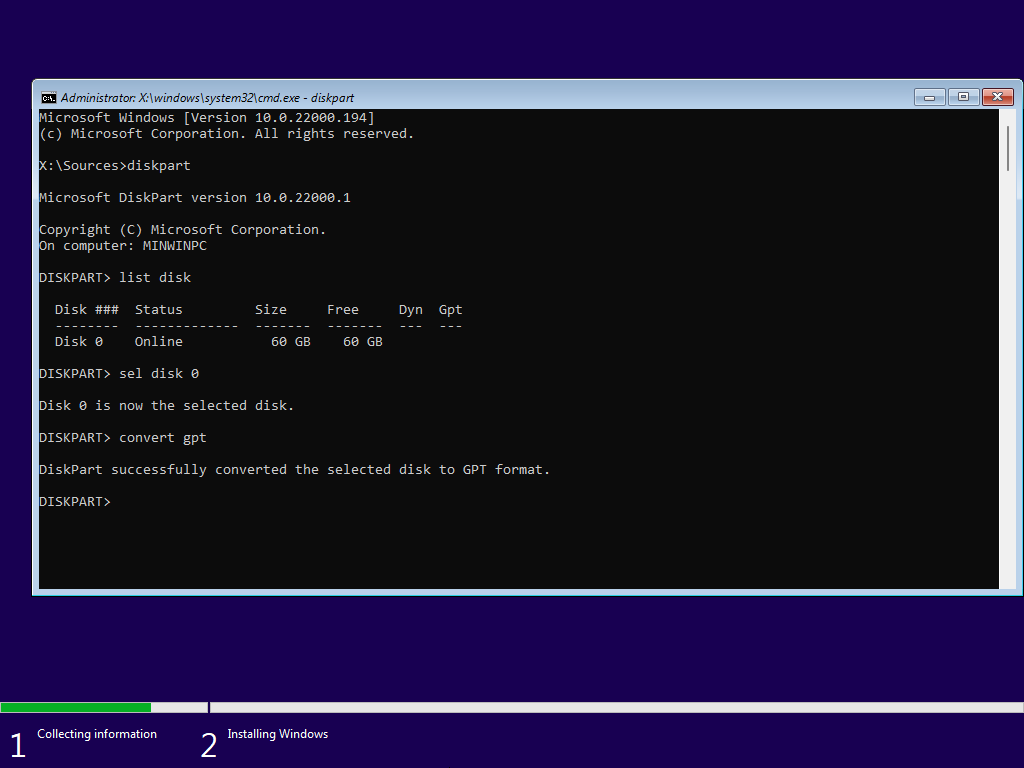 Administrator: X:\windows\system32\cmd.exe - diskpart
Microsoft Windows [Version 10.0.22000.194]
(c) Microsoft Corporation. All rights reserved.
X:\Sources>diskpart
Microsoft DiskPart version 10.0.22000.1
Copyright (C) Microsoft Corporation.
On computer: MINWINPC
DISKPART> list disk
  Disk ###  Status         Size     Free     Dyn  Gpt
  --------  -------------  -------  -------  ---  ---
  Disk 0    Online           60 GB    60 GB
DISKPART> sel disk 0
Disk 0 is now the selected disk.
DISKPART> convert gpt
DiskPart successfully converted the selected disk to GPT format.
DISKPART>
1 Collecting information
2 Installing Windows